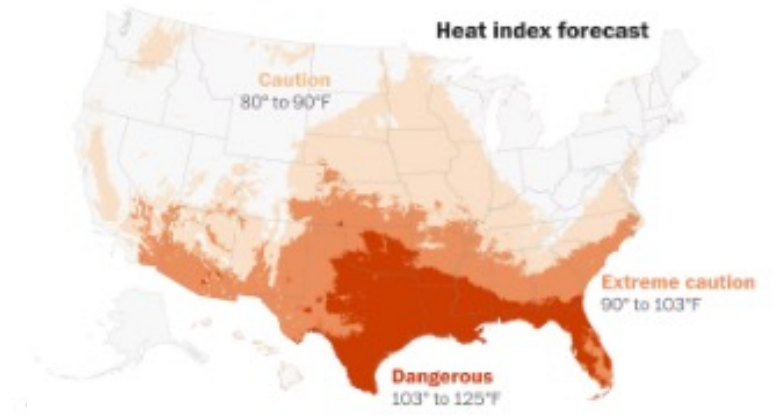 Heat index forecast
Caution
80° to 90°F
Extreme caution
90° to 103°F
Dangerous
103° to 125°F